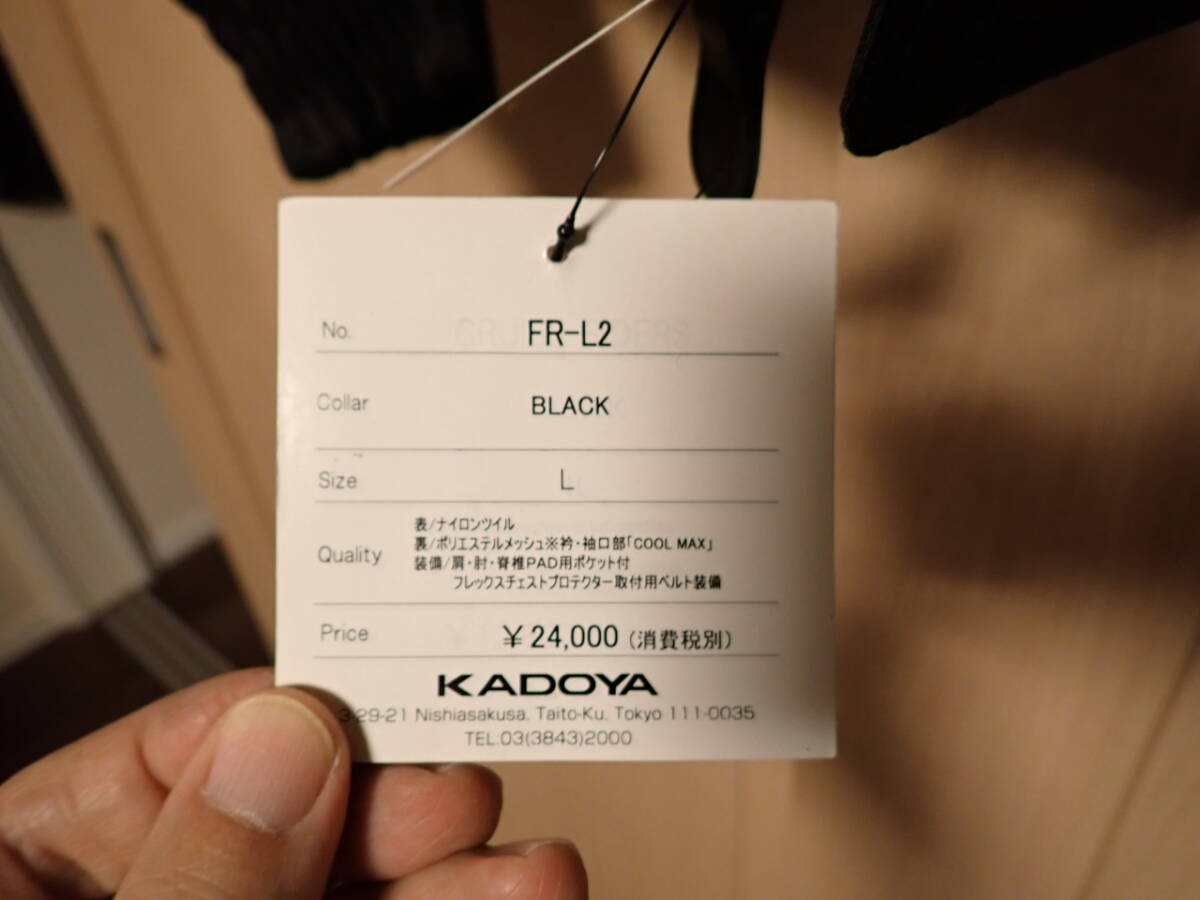 No. FR-L2
Collar BLACK
Size L
Quality 表/ナイロンツイル
裏/ポリエステルメッシュ※衿・袖口部「COOL MAX」
装備/肩・肘・脊椎PAD用ポケット付
フレックスチェストプロテクター取付用ベルト装備
Price ￥24,000(消費税別)
KADOYA
3-29-21 Nishiasakusa. Taito-Ku. Tokyo 111-0035
TEL:03(3843)2000